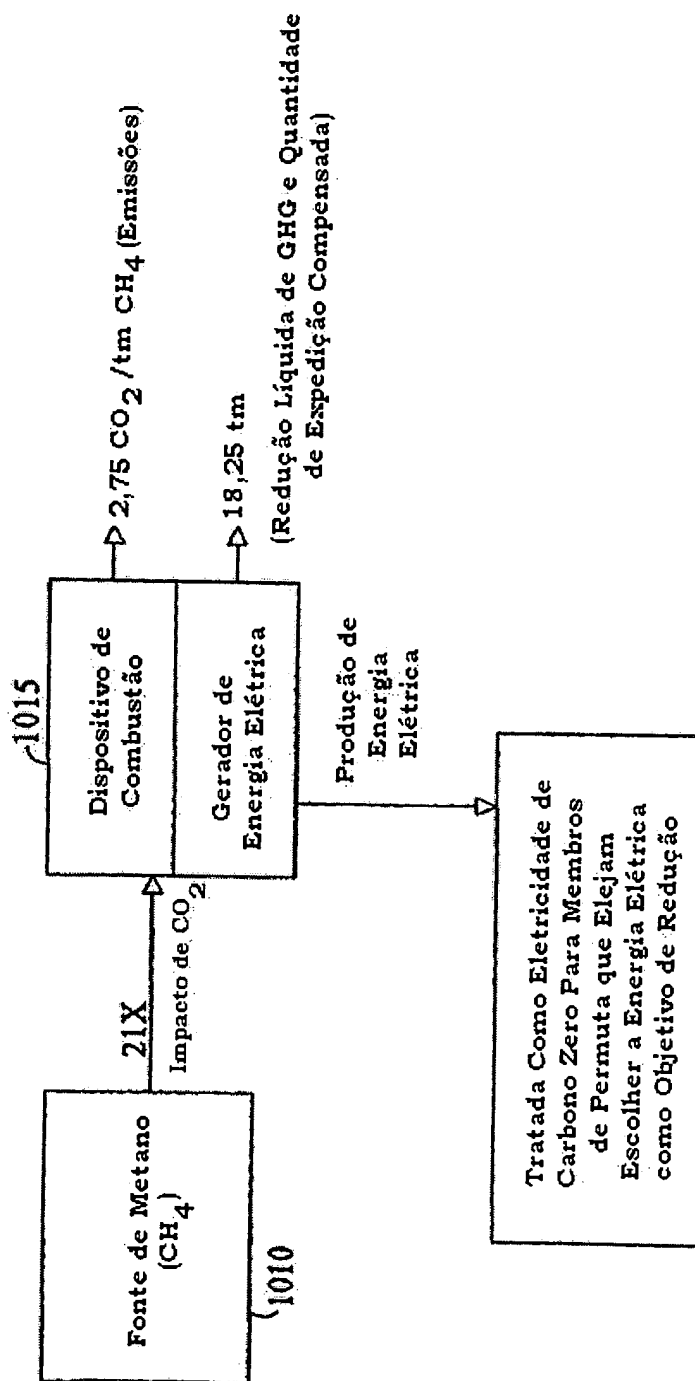 Fonte de Metano
(CH4)
1010
21X
Impacto de CO2
1015
Dispositivo de
Combustão
Gerador de
Energia Elétrica
2,75 CO2 /tm CH4 (Emissões)
18,25 tm
(Redução Líquida de GHG e Quantidade
de Expedição Compensada)
Produção de
Energia
Elétrica
Tratada Como Eletricidade de
Carbono Zero Para Membros
de Permuta que Elejam
Escolher a Energia Elétrica
como Objetivo de Redução